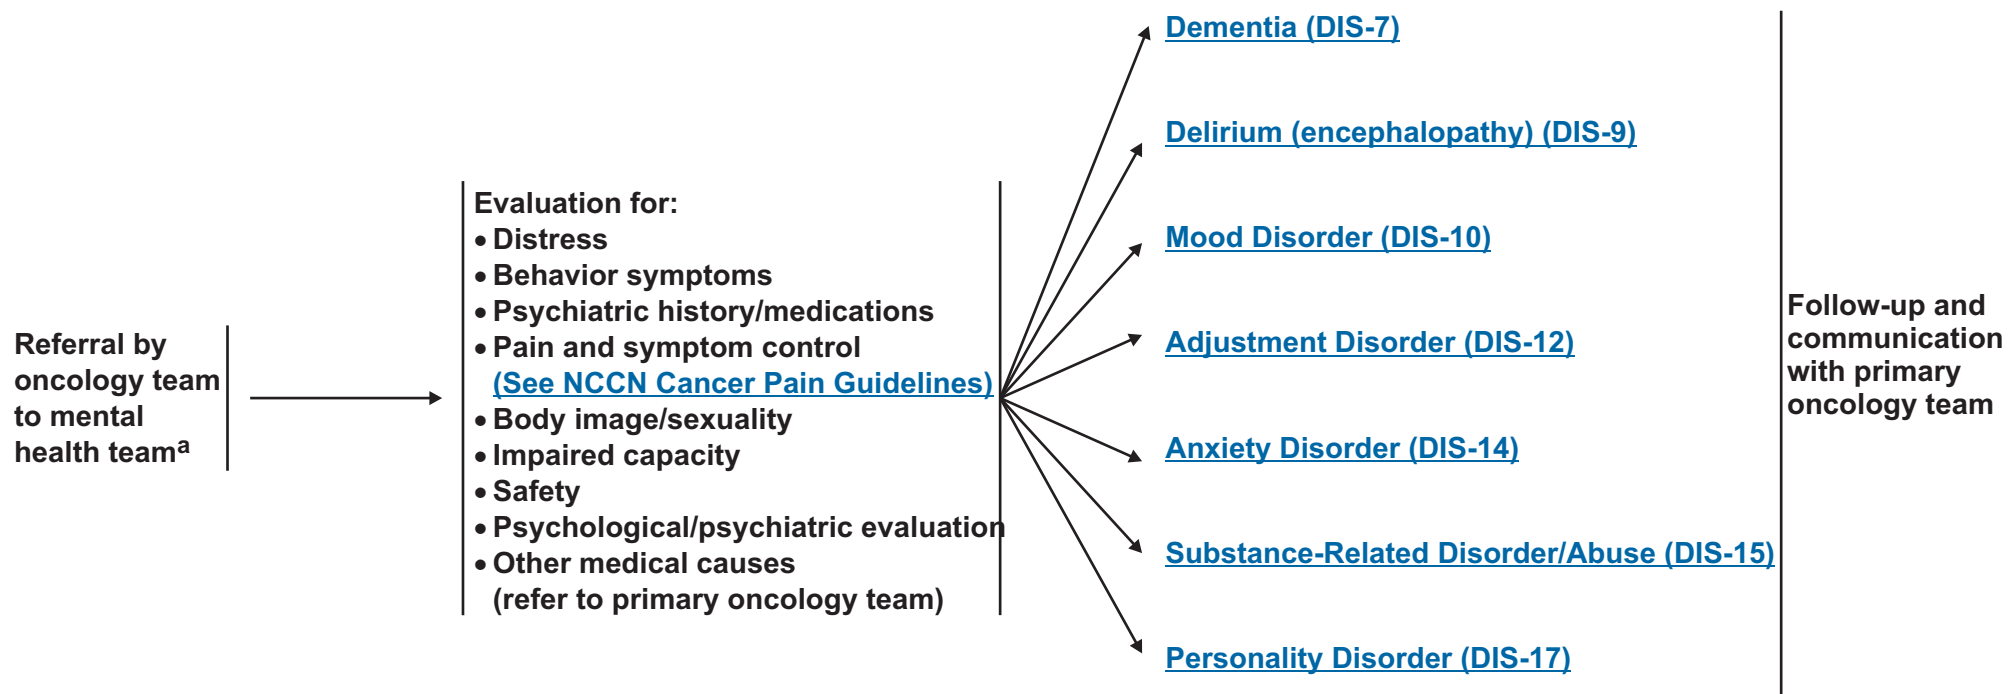 Referral by
oncology team
to mental
health teamᵃ
Evaluation for:
• Distress
• Behavior symptoms
• Psychiatric history/medications
• Pain and symptom control
(See NCCN Cancer Pain Guidelines)
• Body image/sexuality
• Impaired capacity
• Safety
• Psychological/psychiatric evaluation
• Other medical causes
(refer to primary oncology team)
Dementia (DIS-7)
Delirium (encephalopathy) (DIS-9)
Mood Disorder (DIS-10)
Adjustment Disorder (DIS-12)
Anxiety Disorder (DIS-14)
Substance-Related Disorder/Abuse (DIS-15)
Personality Disorder (DIS-17)
Follow-up and
communication
with primary
oncology team